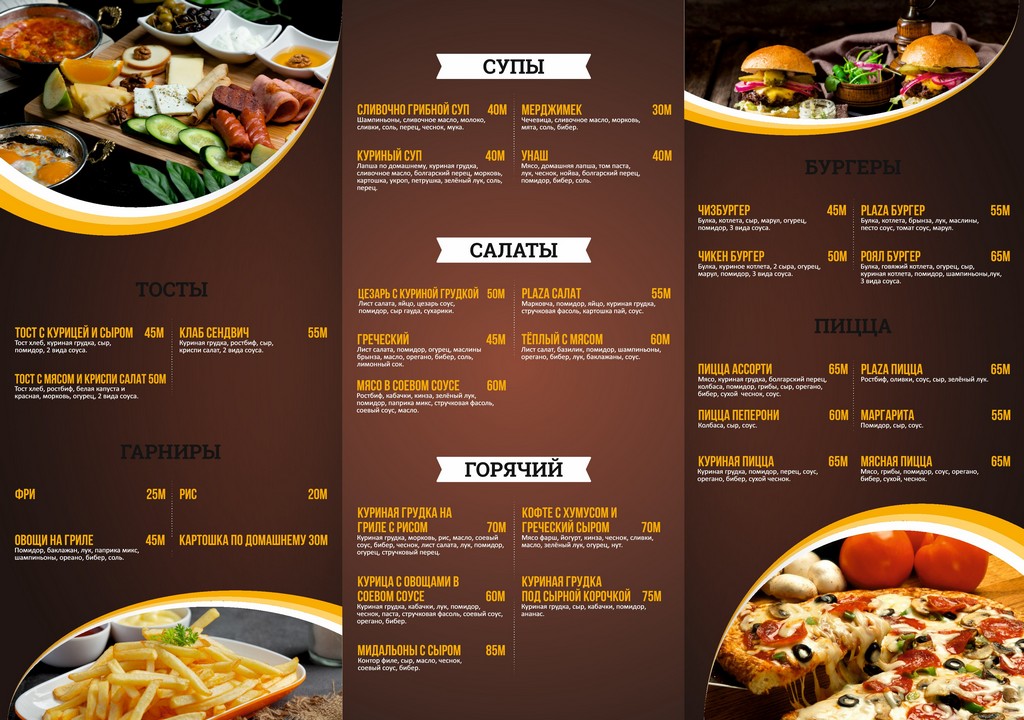 ТОСТЫ
ТОСТ С КУРИЦЕЙ И СЫРОМ 45М
Тост хлеб, куриная грудка, сыр,
помидор, 2 вида соуса.
КЛАБ СЕНДВИЧ 55М
Куриная грудка, ростбиф, сыр,
криспи салат, 2 вида соуса.
ТОСТ С МЯСОМ И КРИСПИ САЛАТ 50М
Тост хлеб, ростбиф, белая капуста и
красная, морковь, огурец, 2 вида соуса.
ГАРНИРЫ
ФРИ 25М
РИС 20М
ОВОЩИ НА ГРИЛЕ 45М
Помидор, баклажан, лук, паприка микс,
шампиньоны, ореано, бибер, соль.
КАРТОШКА ПО ДОМАШНЕМУ 30М
СУПЫ
СЛИВОЧНО ГРИБНОЙ СУП 40М
Шампиньоны, сливочное масло, молоко,
сливки, соль, перец, чеснок, мука.
МЕРДЖИМЕК 30М
Чечевица, сливочное масло, морковь,
мята, соль, бибер.
КУРИНЫЙ СУП 40М
Лапша по домашнему, куриная грудка,
сливочное масло, болгарский перец, морковь,
картошка, укроп, петрушка, зелёный лук, соль,
перец.
УНАШ 40М
Мясо, домашняя лапша, том паста,
лук, чеснок, нойва, болгарский перец,
помидор, бибер, соль.
САЛАТЫ
ЦЕЗАРЬ С КУРИНОЙ ГРУДКОЙ 50М
Лист салата, яйцо, цезарь соус,
помидор, сыр гауда, сухарики.
PLAZA САЛАТ 55М
Марковча, помидор, яйцо, куриная грудка,
стручковая фасоль, картошка пай, соус.
ГРЕЧЕСКИЙ 45М
Лист салата, помидор, огурец, маслины
брынза, масло, орегано, бибер, соль,
лимонный сок.
ТЁПЛЫЙ С МЯСОМ 60М
Лист салат, базилик, помидор, шампиньоны,
орегано, бибер, лук, баклажаны, соус.
МЯСО В СОЕВОМ СОУСЕ 60М
Ростбиф, кабачки, кинза, зелёный лук,
помидор, паприка микс, стручковая фасоль,
соевый соус, масло.
ГОРЯЧИЙ
КУРИНАЯ ГРУДКА НА
ГРИЛЕ С РИСОМ 70М
Куриная грудка, морковь, рис, масло, соевый
соус, бибер, чеснок, лист салата, лук, помидор,
огурец, стручковый перец.
КОФТЕ С ХУМУСОМ И
ГРЕЧЕСКИЙ СЫРОМ 70М
Мясо фарш, йогурт, кинза, чеснок, сливки,
масло, зелёный лук, огурец, нут.
КУРИЦА С ОВОЩАМИ В
СОЕВОМ СОУСЕ 60М
Куриная грудка, кабачки, лук, помидор,
чеснок, паста, стручковая фасоль, соевый соус,
орегано, бибер.
КУРИНАЯ ГРУДКА
ПОД СЫРНОЙ КОРОЧКОЙ 75М
Куриная грудка, сыр, кабачки, помидор,
ананас.
МИДАЛЬОНЫ С СЫРОМ 85М
Контор филе, сыр, масло, чеснок,
соевый соус, бибер.
БУРГЕРЫ
ЧИЗБУРГЕР 45М
Булка, котлета, сыр, марул, огурец,
помидор, 3 вида соуса.
PLAZA БУРГЕР 55М
Булка, котлета, брынза, лук, маслины,
песто соус, томат соус, марул.
ЧИКЕН БУРГЕР 50М
Булка, куриное котлета, 2 сыра, огурец,
марул, помидор, 3 вида соуса.
РОЯЛ БУРГЕР 65М
Булка, говяжий котлета, огурец, сыр,
куриная котлета, помидор, шампиньоны,лук,
3 вида соуса.
ПИЦЦА
ПИЦЦА АССОРТИ 65М
Мясо, куриная грудка, болгарский перец,
колбаса, помидор, грибы, сыр, орегано,
бибер, сухой чеснок, соус.
PLAZA ПИЦЦА 65М
Ростбиф, оливки, соус, сыр, зелёный лук.
ПИЦЦА ПЕПЕРОНИ 60М
Колбаса, сыр, соус.
МАРГАРИТА 55М
Помидор, сыр, соус.
КУРИНАЯ ПИЦЦА 65М
Куриная грудка, помидор, перец, соус,
орегано, бибер, сухой чеснок.
МЯСНАЯ ПИЦЦА 65М
Мясо, грибы, помидор, соус, орегано,
бибер, сухой, чеснок.